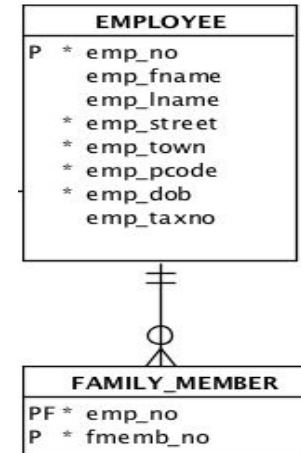 EMPLOYEE
P * emp_no
emp_fname
emp_lname
* emp_street
* emp_town
* emp_pcode
* emp_dob
emp_taxno
FAMILY_MEMBER
PF * emp_no
P * fmemb_no